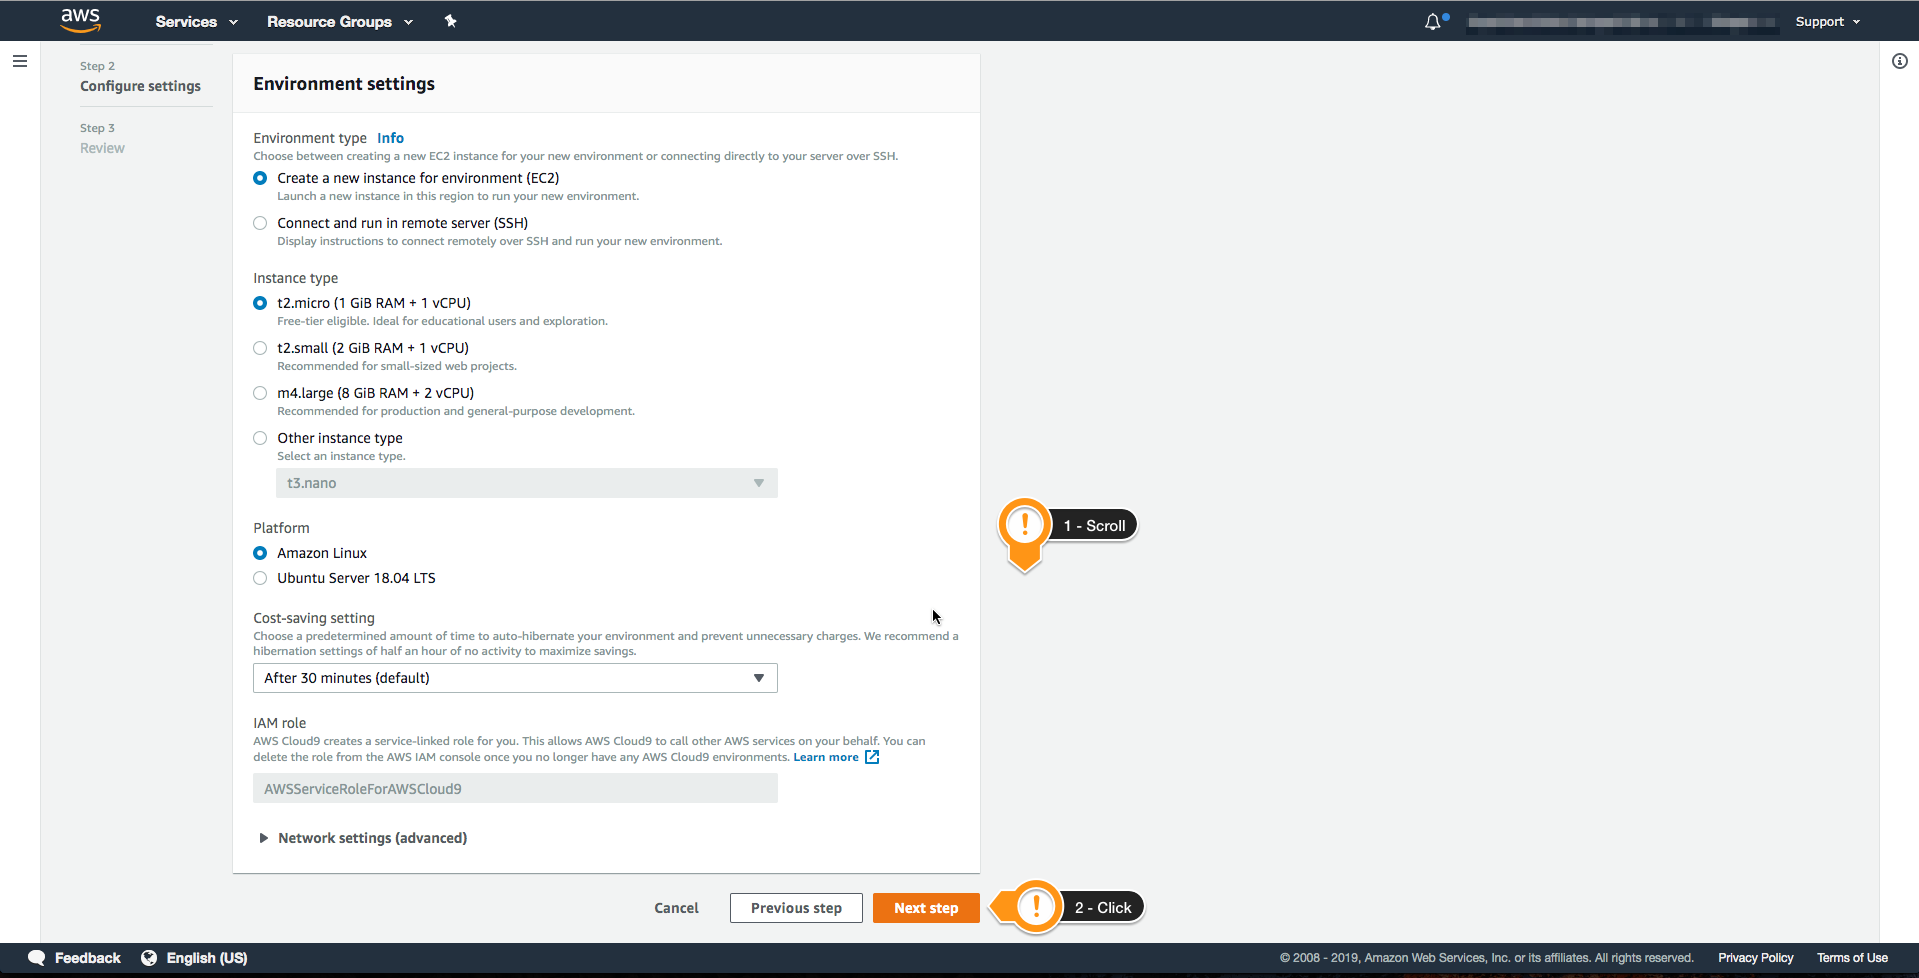 aws
Services
Resource Groups
Support
Step 2
Configure settings
Step 3
Review
Environment settings
Environment type Info
Choose between creating a new EC2 instance for your new environment or connecting directly to your server over SSH.
Create a new instance for environment (EC2)
Launch a new instance in this region to run your new environment.
Connect and run in remote server (SSH)
Display instructions to connect remotely over SSH and run your new environment.
Instance type
t2.micro (1 GiB RAM + 1 vCPU)
Free-tier eligible. Ideal for educational users and exploration.
t2.small (2 GiB RAM + 1 vCPU)
Recommended for small-sized web projects.
m4.large (8 GiB RAM + 2 vCPU)
Recommended for production and general-purpose development.
Other instance type
Select an instance type.
t3.nano
Platform
Amazon Linux
Ubuntu Server 18.04 LTS
Cost-saving setting
Choose a predetermined amount of time to auto-hibernate your environment and prevent unnecessary charges. We recommend a
hibernation settings of half an hour of no activity to maximize savings.
After 30 minutes (default)
IAM role
AWS Cloud9 creates a service-linked role for you. This allows AWS Cloud9 to call other AWS services on your behalf. You can
delete the role from the AWS IAM console once you no longer have any AWS Cloud9 environments. Learn more
AWSServiceRoleForAWSCloud9
Network settings (advanced)
! 1 - Scroll
Cancel
Previous step
Next step
! 2 - Click
Feedback
English (US)
© 2008 - 2019, Amazon Web Services, Inc. or its affiliates. All rights reserved.
Privacy Policy
Terms of Use